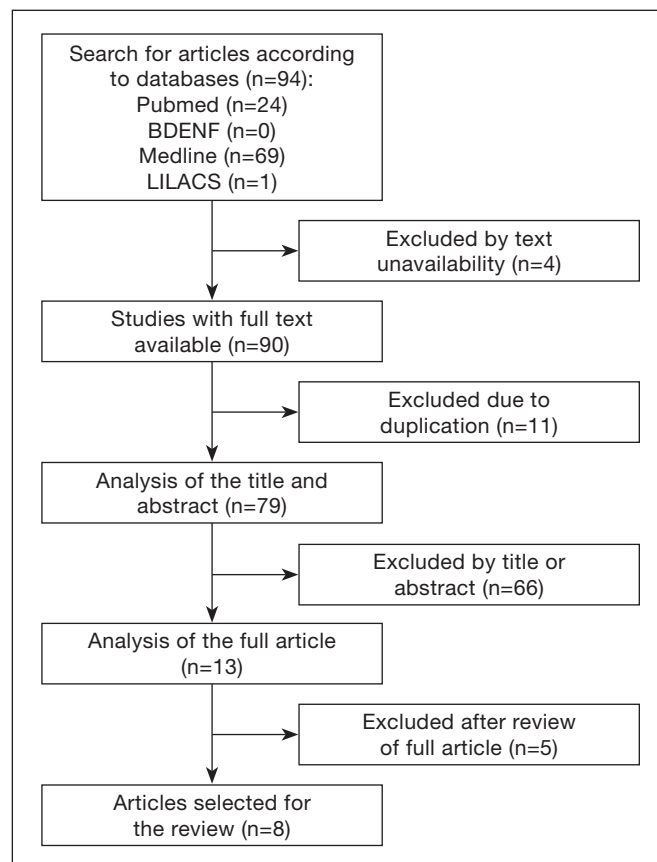 Search for articles according
to databases (n=94):
Pubmed (n=24)
BDENF (n=0)
Medline (n=69)
LILACS (n=1)
Excluded by text
unavailability (n=4)
Studies with full text
available (n=90)
Excluded due to
duplication (n=11)
Analysis of the title and
abstract (n=79)
Excluded by title or
abstract (n=66)
Analysis of the full article
(n=13)
Excluded after review
of full article (n=5)
Articles selected for
the review (n=8)